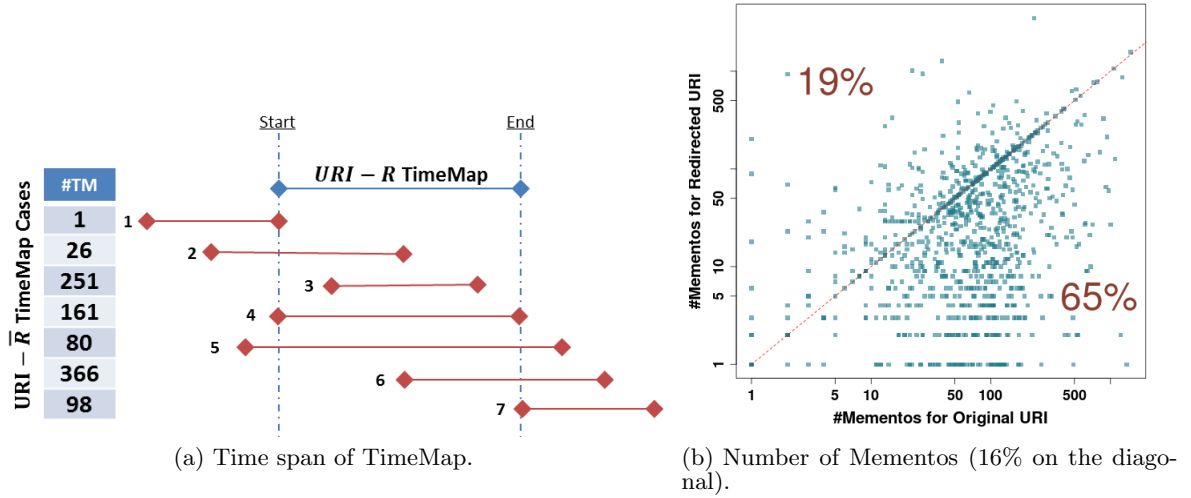 Start
End
URI − R TimeMap
URI − R̅ TimeMap Cases
#TM
1
26
251
161
80
366
98
1
2
3
4
5
6
7
(a) Time span of TimeMap.
#Mementos for Redirected URI
500
50
10
5
1
19%
65%
1
5
10
50
100
500
#Mementos for Original URI
(b) Number of Mementos (16% on the diago-
nal).